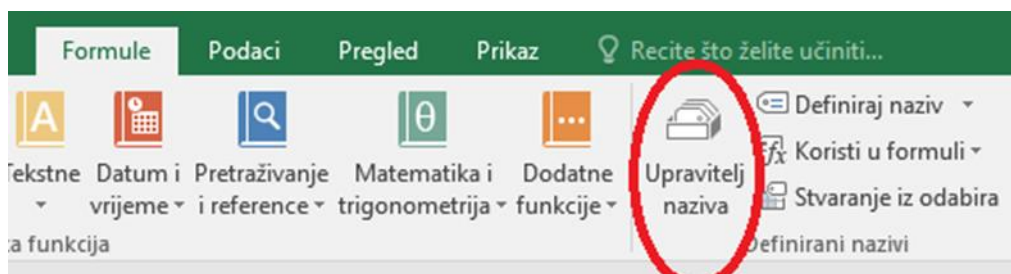 Formule Podaci Pregled Prikaz Recite što želite učiniti...
A θ ... Definiraj naziv
fx Koristi u formuli
Tekstne Datum i Pretraživanje Matematika i Dodatne Upravitelj
vrijeme i reference trigonometrija funkcije naziva Stvaranje iz odabira
funkcija Definirani nazivi